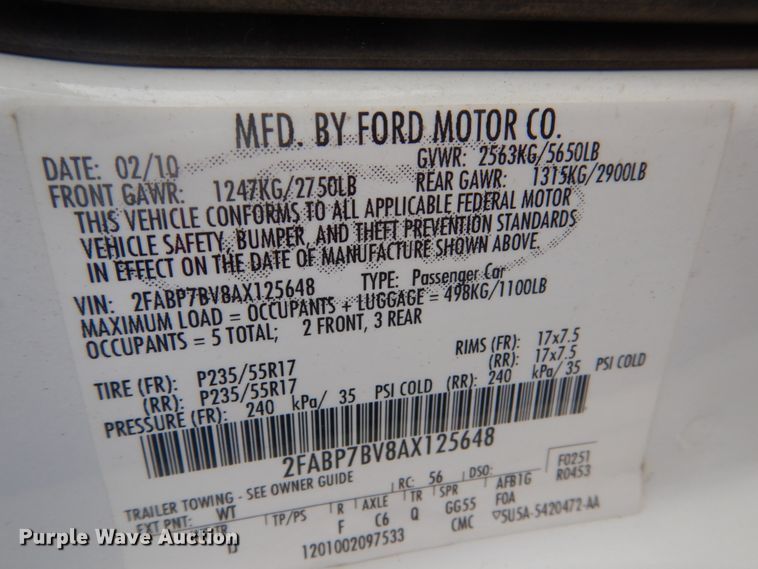 MFD. BY FORD MOTOR CO.
DATE: 02/10 GVWR: 2563KG/5650LB
FRONT GAWR: 1247KG/2750LB REAR GAWR: 1315KG/2900LB
THIS VEHICLE CONFORMS TO ALL APPLICABLE FEDERAL MOTOR
VEHICLE SAFETY, BUMPER, AND THEFT PREVENTION STANDARDS
IN EFFECT ON THE DATE OF MANUFACTURE SHOWN ABOVE.
VIN: 2FABP7BV8AX125648 TYPE: Passenger Car
MAXIMUM LOAD = OCCUPANTS + LUGGAGE = 498KG/1100LB
OCCUPANTS = 5 TOTAL; 2 FRONT, 3 REAR
TIRE (FR): P235/55R17 RIMS (FR): 17x7.5
(RR): P235/55R17 (RR): 17x7.5
PRESSURE (FR): 240 kPa/ 35 PSI COLD (RR): 240 kPa/ 35 PSI COLD
2FABP7BV8AX125648
F0251
R0453
TRAILER TOWING - SEE OWNER GUIDE RC: 56 DSO:
EXT PNT: WT TP/PS R AXLE TR SPR AFB1G
F C6 Q GG55 FOA
1201002097533 CMC ▽5U5A-5420472-AA
Purple Wave Auction